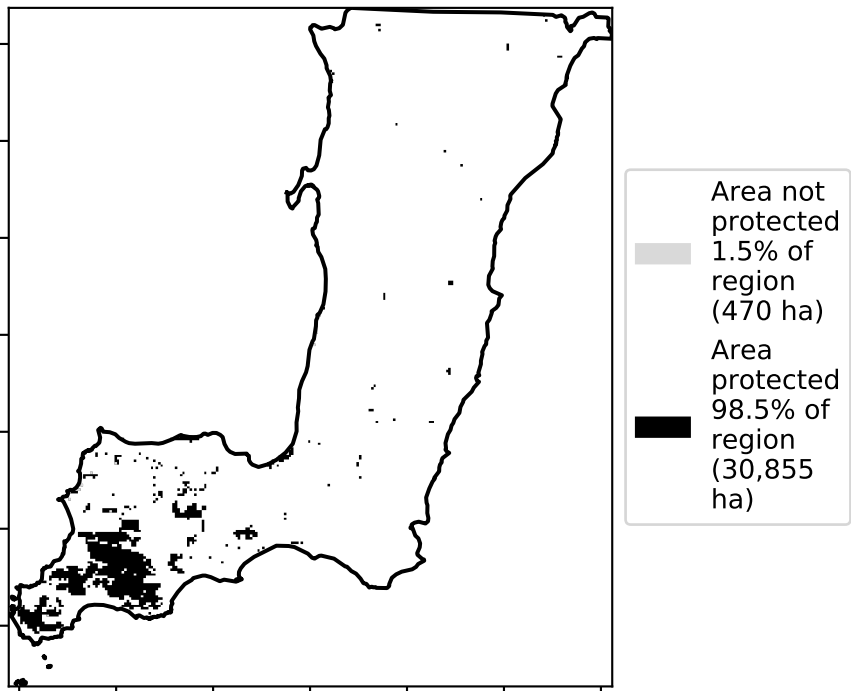 Area not
protected
1.5% of
region
(470 ha)
Area
protected
98.5% of
region
(30,855
ha)